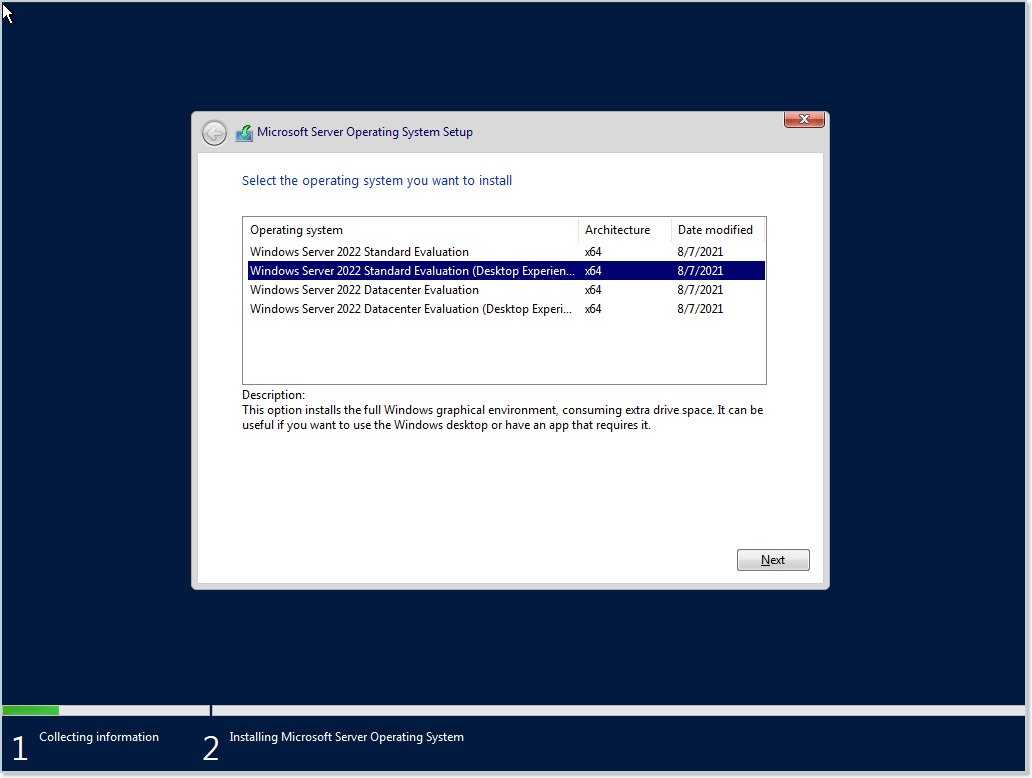 Microsoft Server Operating System Setup
Select the operating system you want to install
Operating system Architecture Date modified
Windows Server 2022 Standard Evaluation x64 8/7/2021
Windows Server 2022 Standard Evaluation (Desktop Experien... x64 8/7/2021
Windows Server 2022 Datacenter Evaluation x64 8/7/2021
Windows Server 2022 Datacenter Evaluation (Desktop Experi... x64 8/7/2021
Description:
This option installs the full Windows graphical environment, consuming extra drive space. It can be
useful if you want to use the Windows desktop or have an app that requires it.
Next
1 Collecting information 2 Installing Microsoft Server Operating System